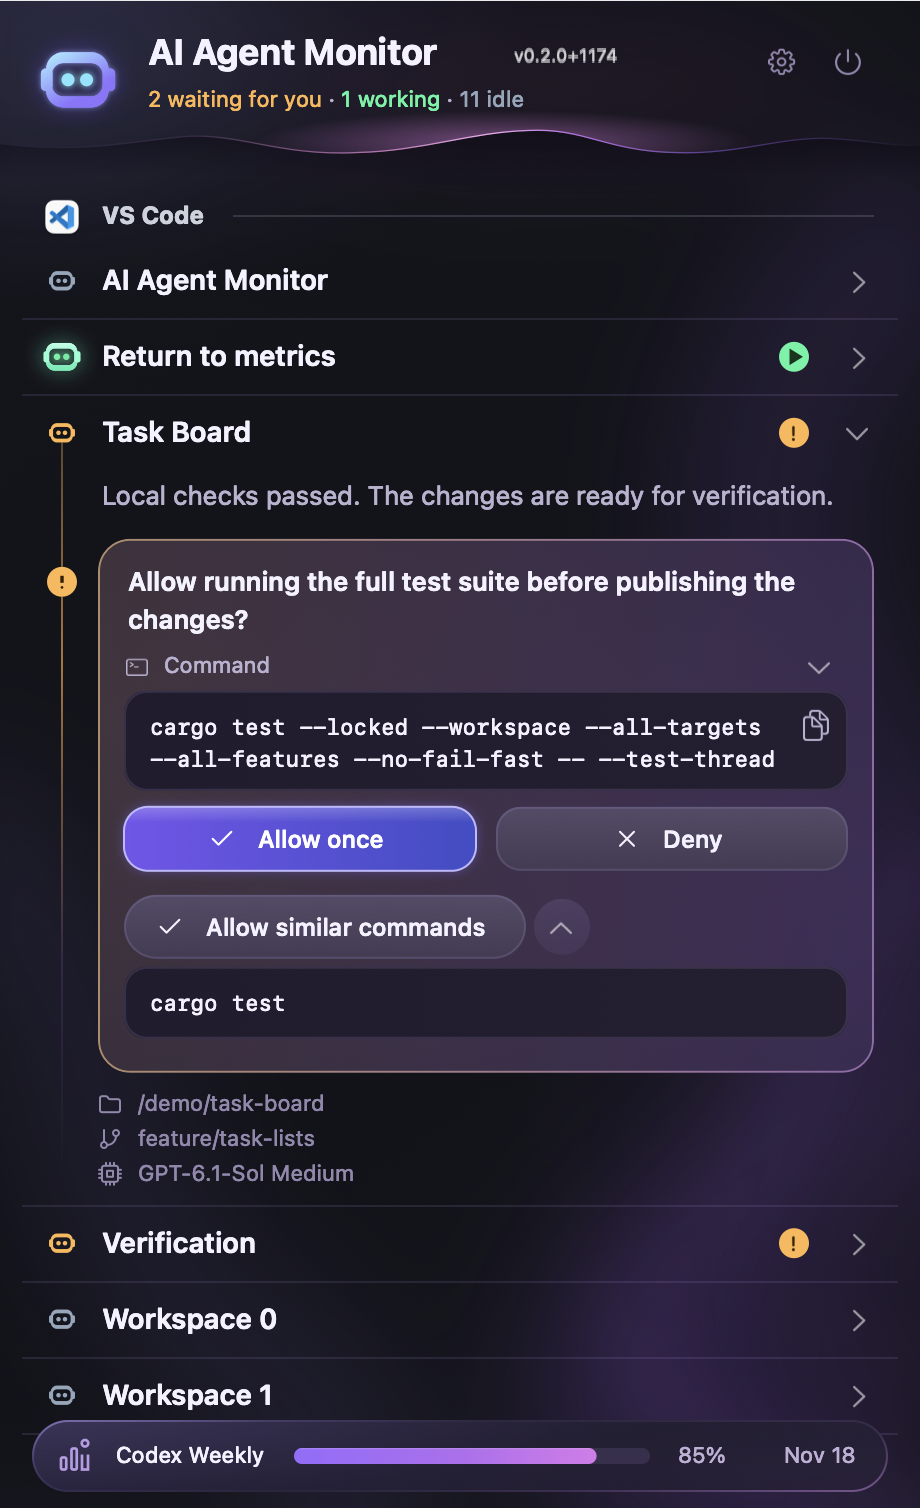 AI Agent Monitor
v0.2.0+1174
2 waiting for you · 1 working · 11 idle
VS Code
AI Agent Monitor
Return to metrics
Task Board
Local checks passed. The changes are ready for verification.
Allow running the full test suite before publishing the
changes?
Command
cargo test --locked --workspace --all-targets
--all-features --no-fail-fast -- --test-thread
Allow once
Deny
Allow similar commands
cargo test
/demo/task-board
feature/task-lists
GPT-6.1-Sol Medium
Verification
Workspace 0
Workspace 1
Codex Weekly
85%
Nov 18